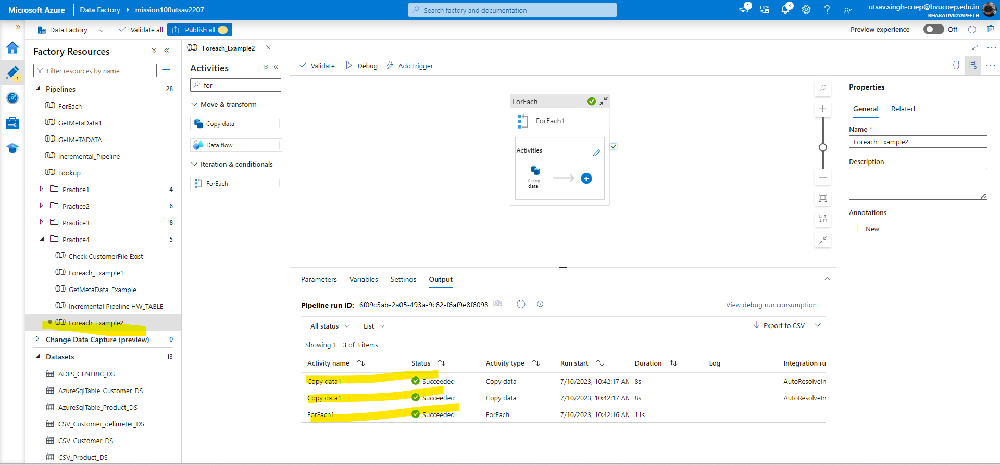 Microsoft Azure Data Factory mission100utsav2207 Search factory and documentation 1 3 utsav.singh-coep@bvucoep.edu.in
BHARATIVIDYAPEETH
Data Factory Validate all Publish all 1 Preview experience Off
Factory Resources
Filter resources by name
1
Pipelines 28
ForEach
GetMetaData1
GetMeTADATA
Incremental_Pipeline
Lookup
Practice1 4
Practice2 6
Practice3 8
Practice4 5
Check CustomerFile Exist
Foreach_Example1
GetMetaData_Example
Incremental Pipeline HW_TABLE
Foreach_Example2
Change Data Capture (preview) 0
Datasets 13
ADLS_GENERIC_DS
AzureSqlTable_Customer_DS
AzureSqlTable_Product_DS
CSV_Customer_delimeter_DS
CSV_Customer_DS
CSV_Product_DS
Foreach_Example2
Activities
for
Move & transform
Copy data
Data flow
Iteration & conditionals
ForEach
Validate Debug Add trigger
ForEach
ForEach1
Activities
Copy
data1
Parameters Variables Settings Output
Pipeline run ID: 6f09c5ab-2a05-493a-9c62-f6af9e8f6098 [@] View debug run consumption
All status List Export to CSV
Showing 1 - 3 of 3 items
Activity name Status Activity type Run start Duration Log Integration ru
Copy data1 Succeeded Copy data 7/10/2023, 10:42:17 AM 8s AutoResolveIn
Copy data1 Succeeded Copy data 7/10/2023, 10:42:17 AM 8s AutoResolveIn
ForEach1 Succeeded ForEach 7/10/2023, 10:42:16 AM 11s
Properties
General Related
Name *
Foreach_Example2
Description
Annotations
New